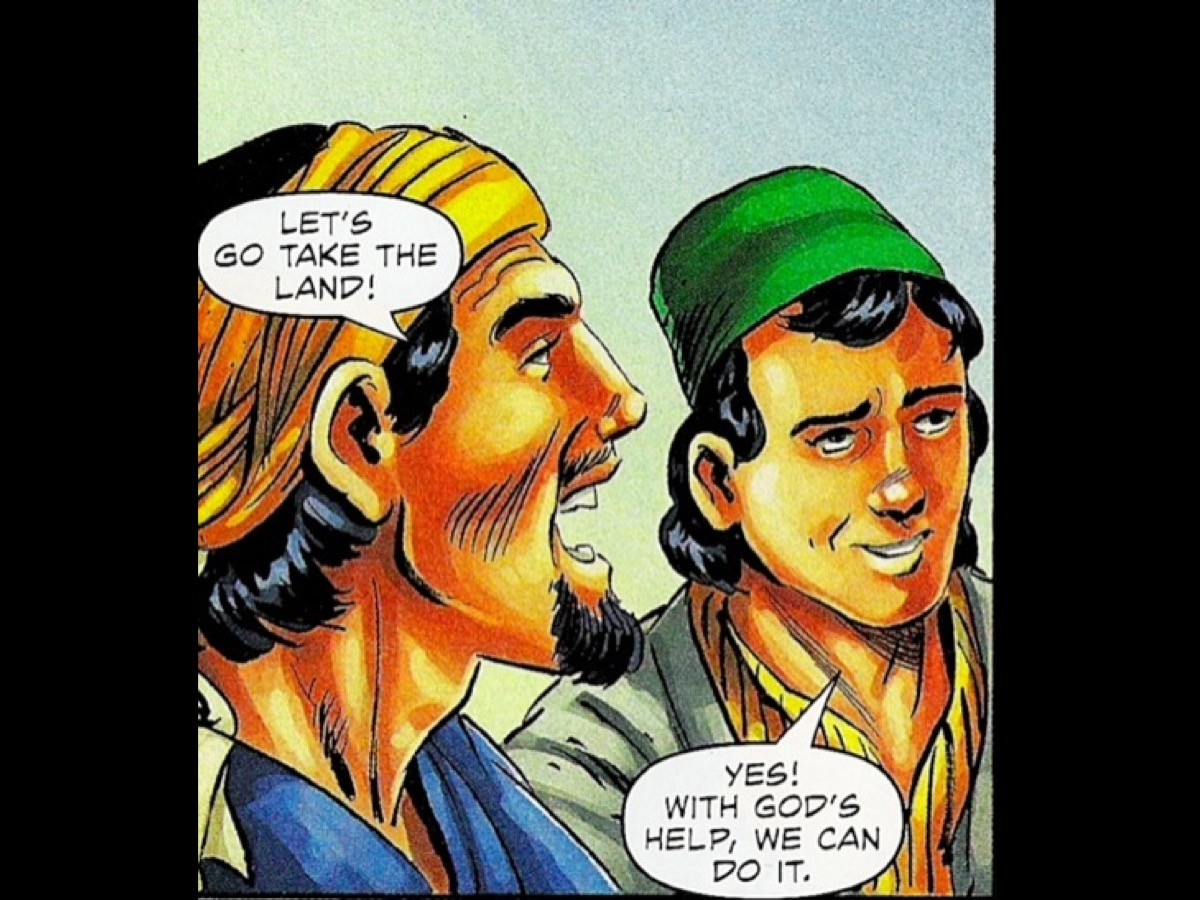 LET'S
GO TAKE THE
LAND!
YES!
WITH GOD'S
HELP, WE CAN
DO IT.